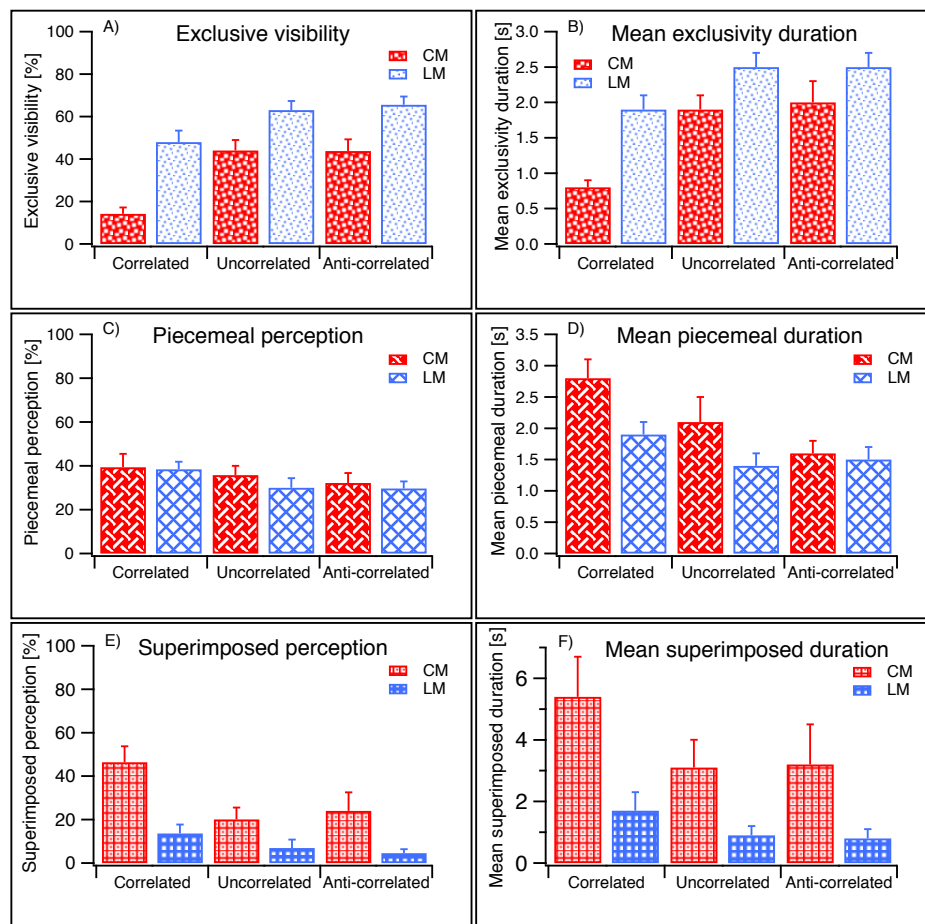 A) Exclusive visibility
Exclusive visibility [%]
100
80
60
40
20
0
CM
LM
Correlated Uncorrelated Anti-correlated
B) Mean exclusivity duration
Mean exclusivity duration [s]
3.0
2.5
2.0
1.5
1.0
0.5
0.0
CM
LM
Correlated Uncorrelated Anti-correlated
C) Piecemeal perception
Piecemeal perception [%]
100
80
60
40
20
0
CM
LM
Correlated Uncorrelated Anti-correlated
D) Mean piecemeal duration
Mean piecemeal duration [s]
3.5
3.0
2.5
2.0
1.5
1.0
0.5
0.0
CM
LM
Correlated Uncorrelated Anti-correlated
E) Superimposed perception
Superimposed perception [%]
100
80
60
40
20
0
CM
LM
Correlated Uncorrelated Anti-correlated
F) Mean superimposed duration
Mean superimposed duration [s]
6
4
2
0
CM
LM
Correlated Uncorrelated Anti-correlated